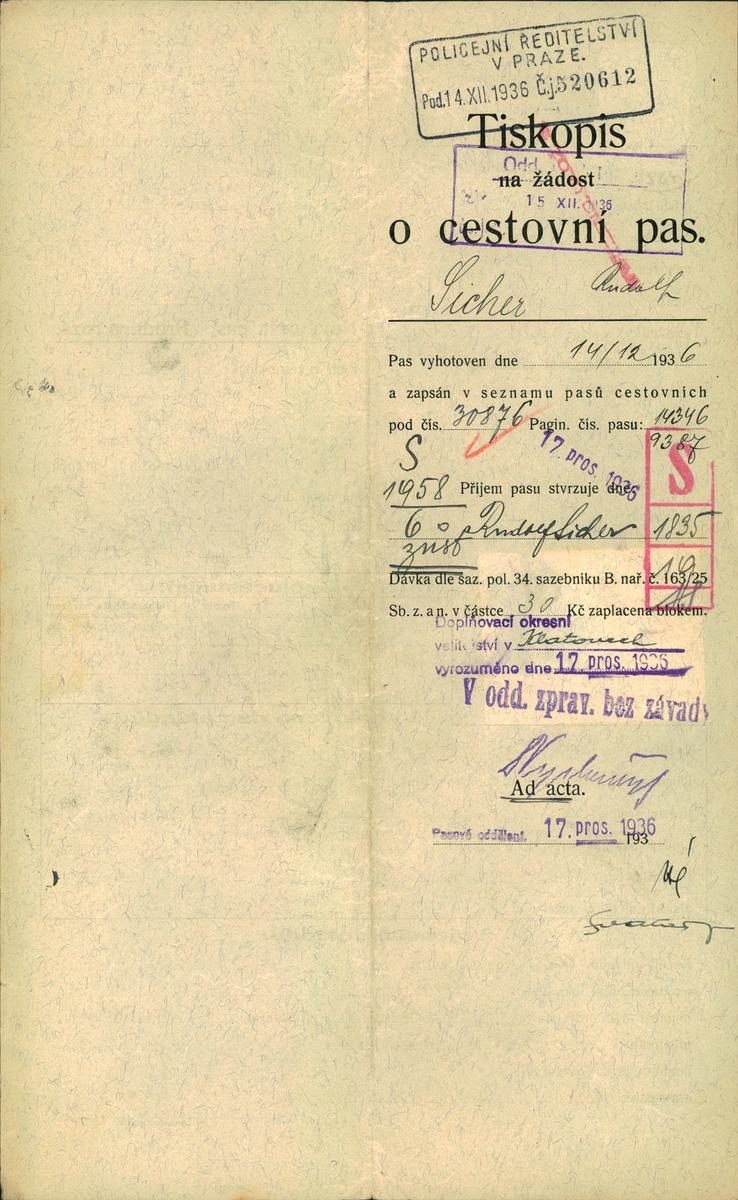 POLICEJNÍ ŘEDITELSTVÍ
V PRAZE.
Pod. 14. XII. 1936 Č.j. 520612
Tiskopis
Odd.
na žádost
15 XII. 1936
o cestovní pas.
Sicher Rudolf
Pas vyhotoven dne 14/12 1936
a zapsán v seznamu pasů cestovních
pod čís. 30876 Pagin. čís. pasu: 14346
9387
S
17. pros. 1936
S
1958 Příjem pasu stvrzuje dne
Rudolf Sicher 1835
Dávka dle saz. pol. 34. sazebníku B. nař. č. 163/25
Sb. z. a n. v částce 30 Kč zaplacena blokem.
Doplňovací okresní
velitelství v Klatovech
vyrozuměno dne 17. pros. 1936
V odd. zprav. bez závady
Ad acta.
Pasové oddělení. 17. pros. 1936
193